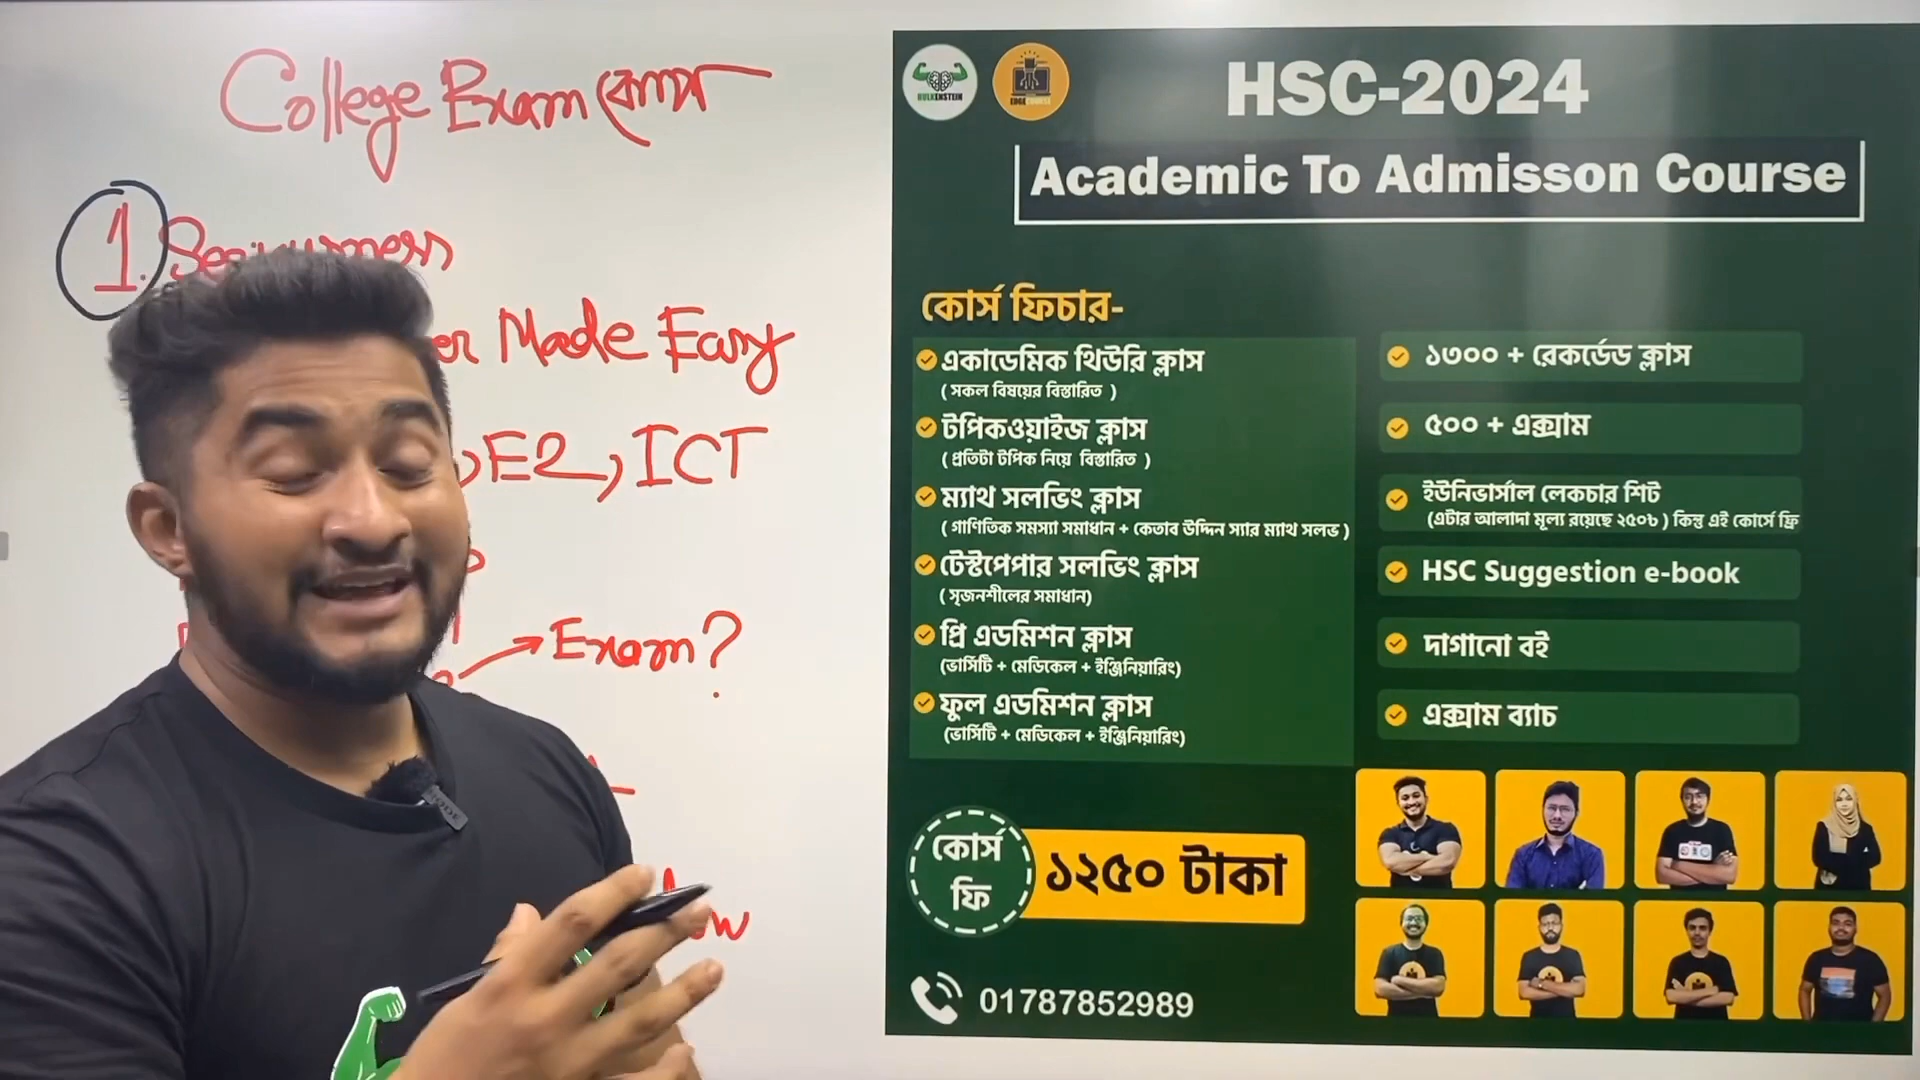 College Exam কেমন
1. Seriousness
Made Easy
, E2, ICT
→ Exam?
HULKENSTEIN
EDGECOURSE
HSC-2024
Academic To Admisson Course
কোর্স ফিচার-
একাডেমিক থিউরি ক্লাস
( সকল বিষয়ের বিস্তারিত )
টপিকওয়াইজ ক্লাস
( প্রতিটা টপিক নিয়ে বিস্তারিত )
ম্যাথ সলভিং ক্লাস
( গাণিতিক সমস্যা সমাধান + কেতাব উদ্দিন স্যার ম্যাথ সলভ )
টেস্টপেপার সলভিং ক্লাস
( সৃজনশীলের সমাধান)
প্রি এডমিশন ক্লাস
(ভার্সিটি + মেডিকেল + ইঞ্জিনিয়ারিং)
ফুল এডমিশন ক্লাস
(ভার্সিটি + মেডিকেল + ইঞ্জিনিয়ারিং)
১৩০০ + রেকর্ডেড ক্লাস
৫০০ + এক্সাম
ইউনিভার্সাল লেকচার শিট
(এটার আলাদা মূল্য রয়েছে ২৫০৳ ) কিন্তু এই কোর্সে ফ্রি
HSC Suggestion e-book
দাগানো বই
এক্সাম ব্যাচ
কোর্স ফি
১২৫০ টাকা
01787852989